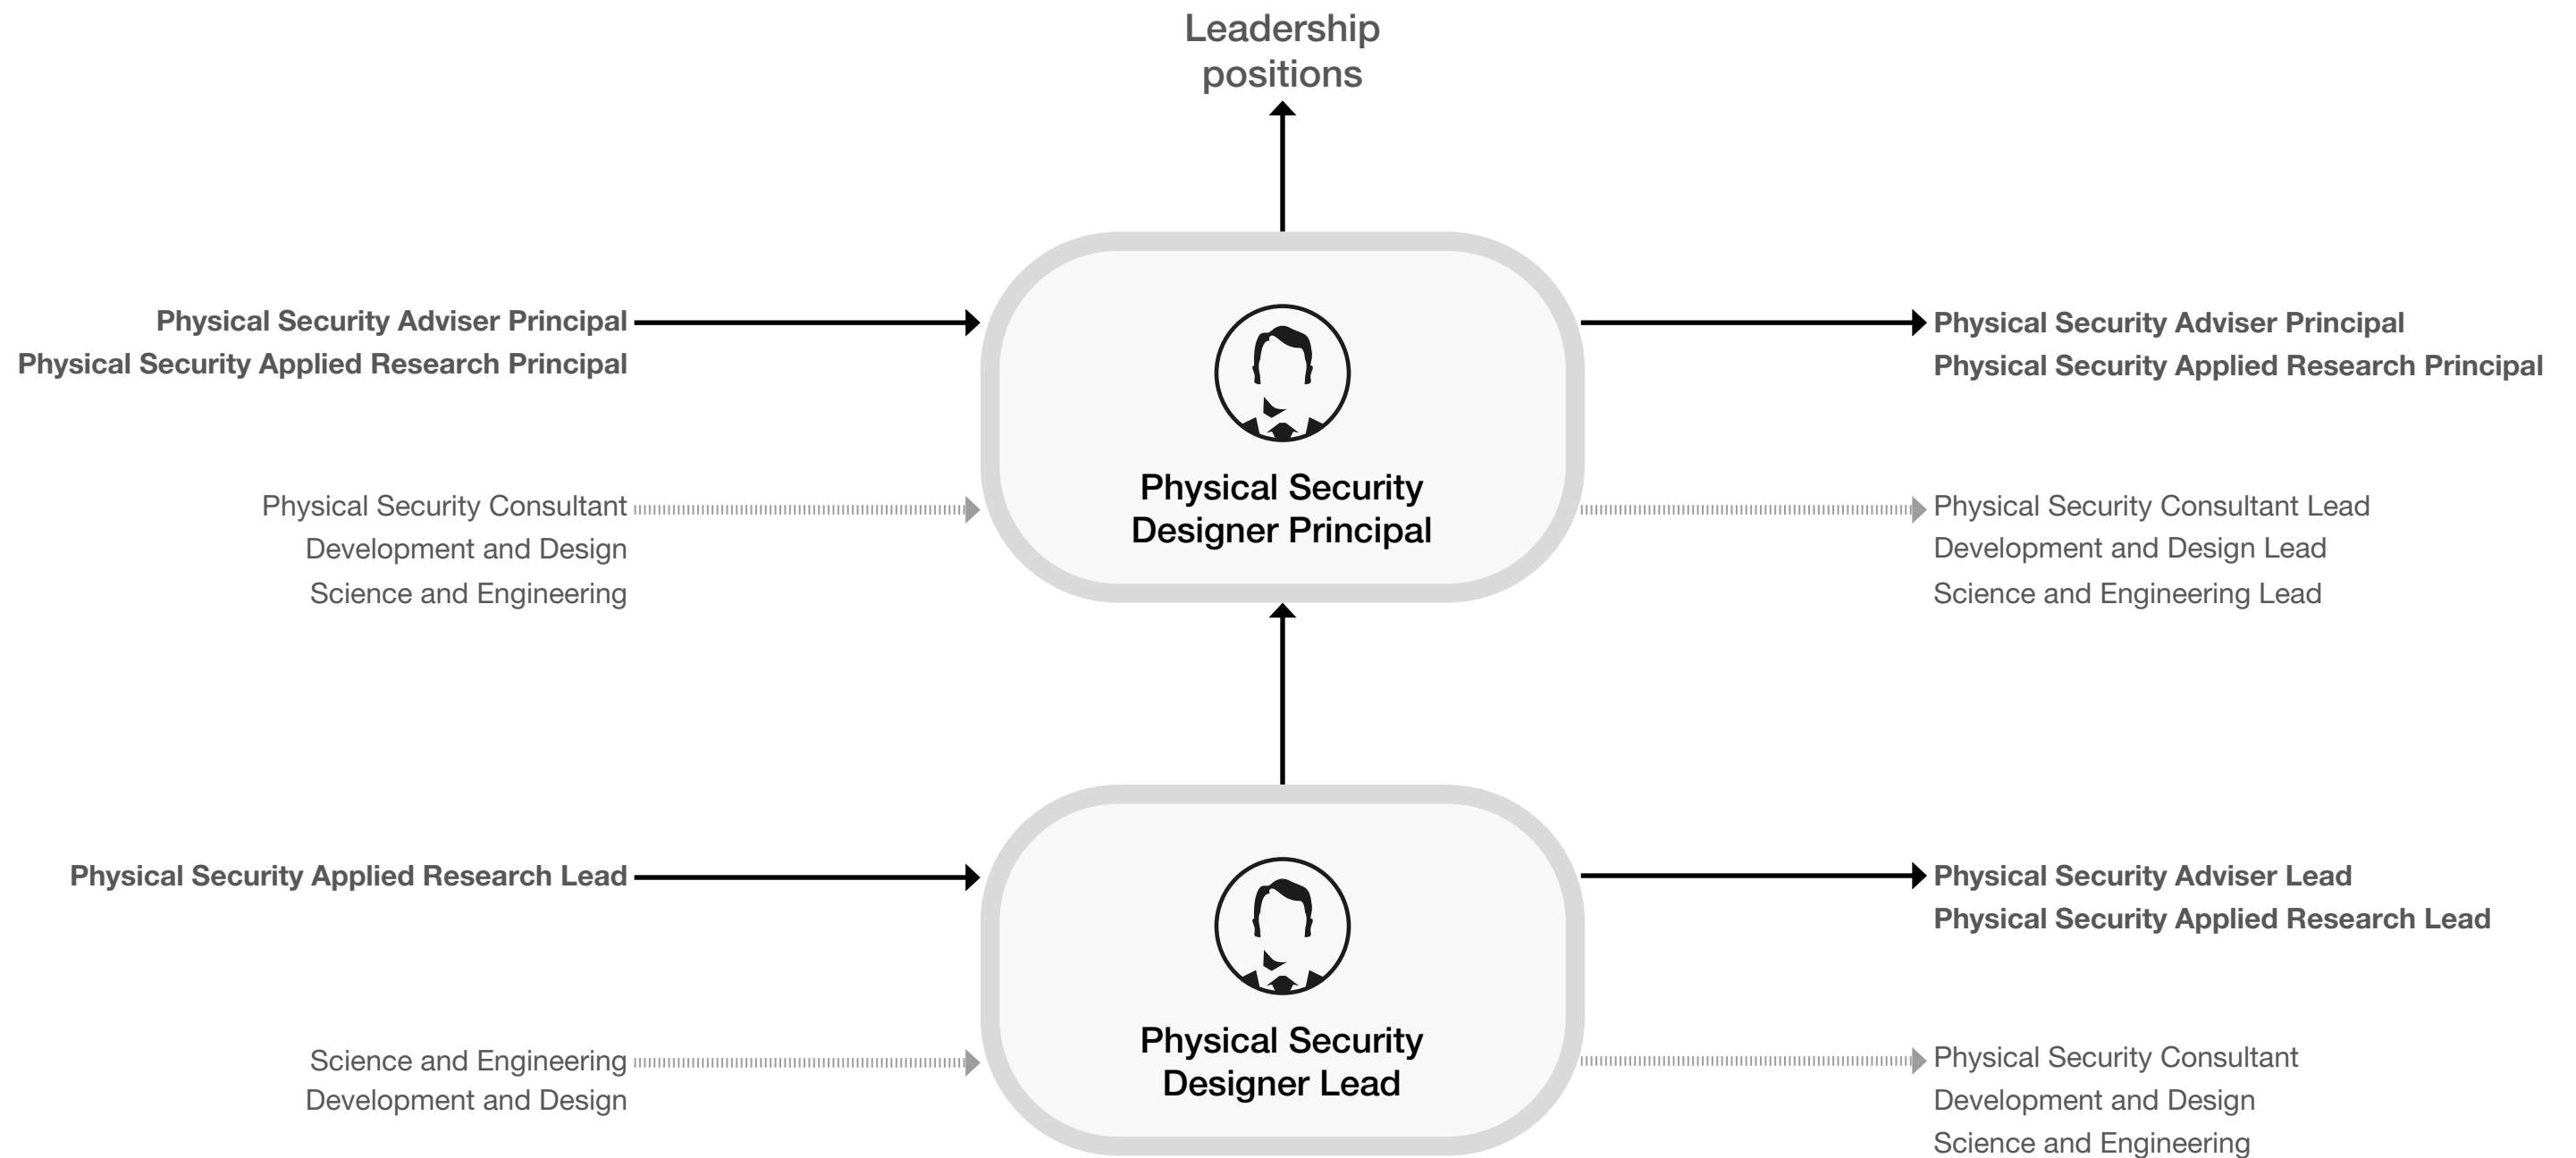 Leadership
positions
Physical Security Adviser Principal
Physical Security Applied Research Principal
Physical Security Consultant
Development and Design
Science and Engineering
Physical Security
Designer Principal
Physical Security Adviser Principal
Physical Security Applied Research Principal
Physical Security Consultant Lead
Development and Design Lead
Science and Engineering Lead
Physical Security Applied Research Lead
Science and Engineering
Development and Design
Physical Security
Designer Lead
Physical Security Adviser Lead
Physical Security Applied Research Lead
Physical Security Consultant
Development and Design
Science and Engineering